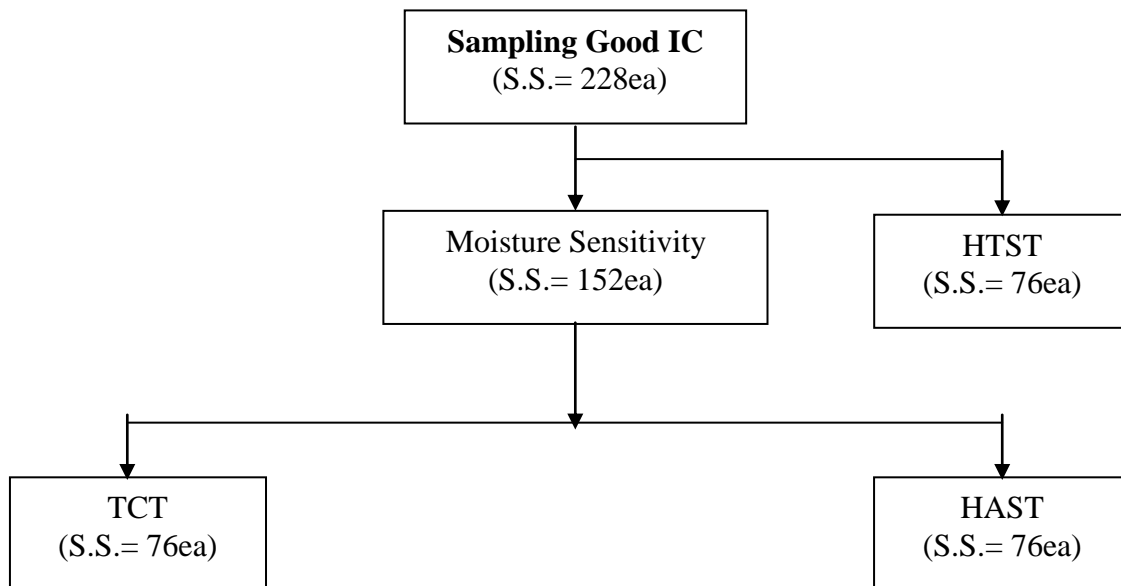 Sampling Good IC
(S.S.= 228ea)
Moisture Sensitivity
(S.S.= 152ea)
HTST
(S.S.= 76ea)
TCT
(S.S.= 76ea)
HAST
(S.S.= 76ea)